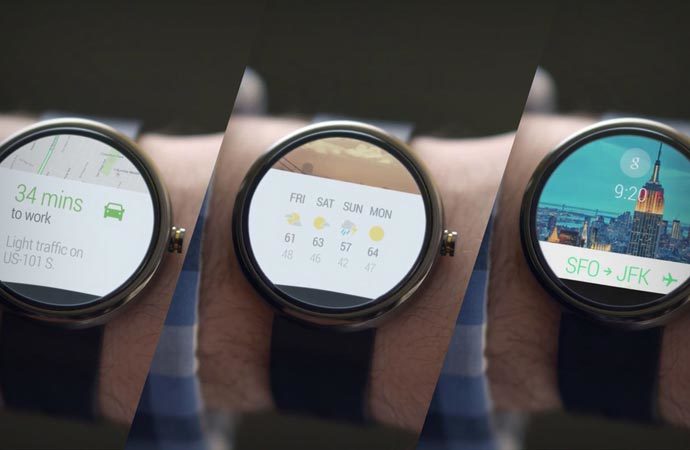 34 mins
to work
Light traffic on
US-101 S.
FRI SAT SUN MON
61 63 57 64
48 46 42 47
g
9:20
SFO → JFK